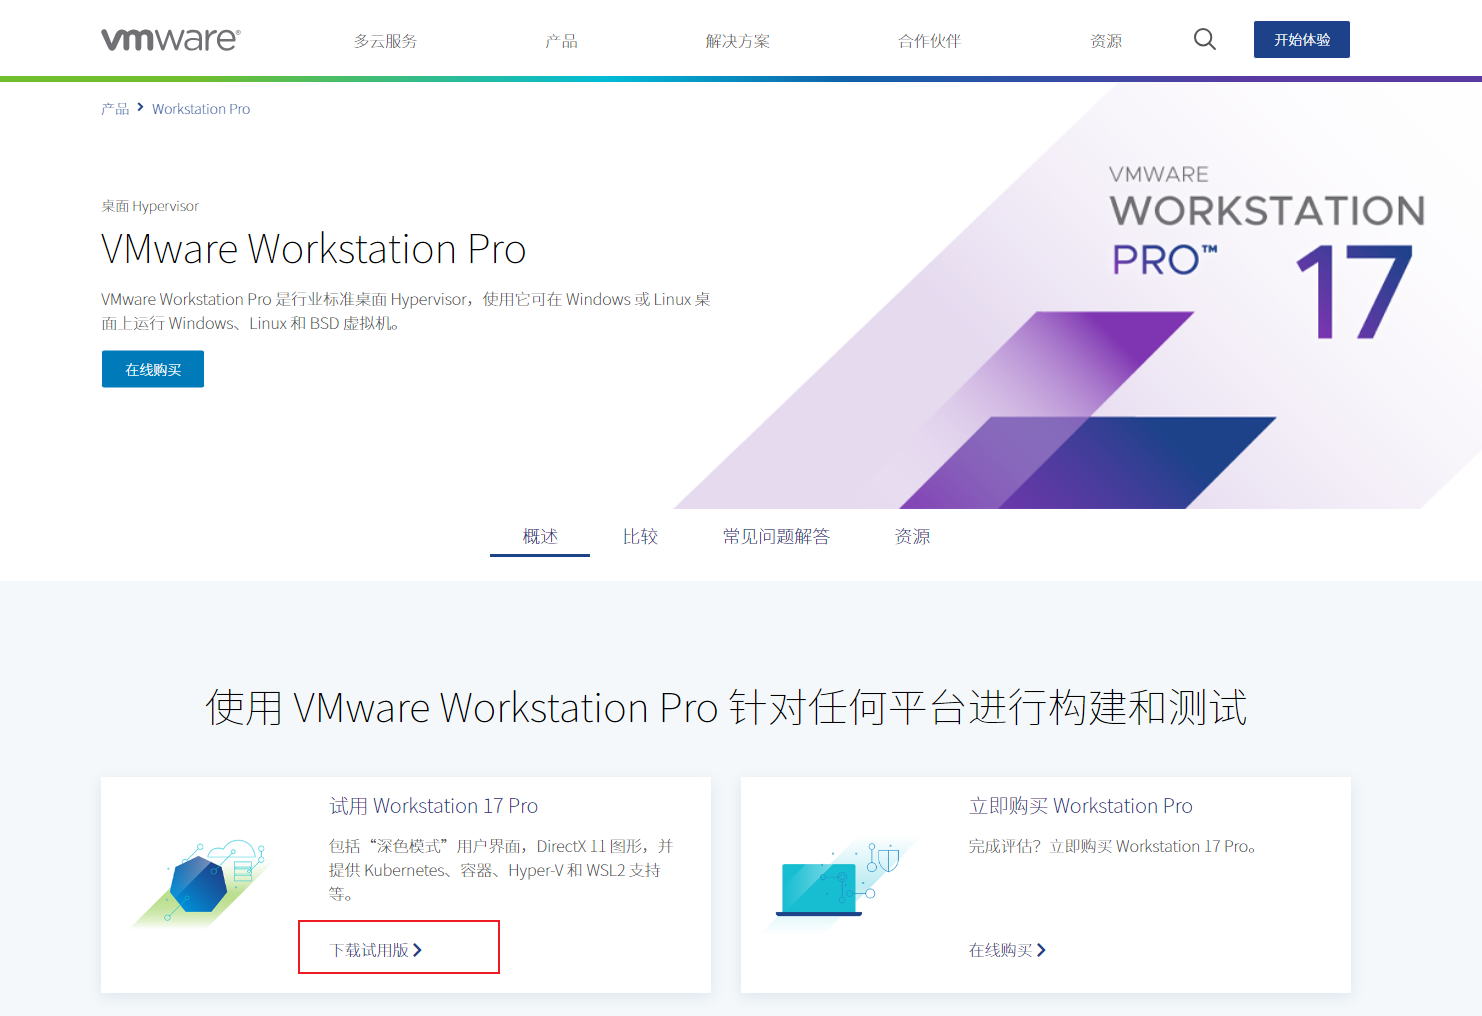 vmware®
多云服务
产品
解决方案
合作伙伴
资源
开始体验
产品
Workstation Pro
桌面 Hypervisor
VMware Workstation Pro
VMware Workstation Pro 是行业标准桌面 Hypervisor，使用它可在 Windows 或 Linux 桌
面上运行 Windows、Linux 和 BSD 虚拟机。
在线购买
VMWARE
WORKSTATION
PRO™ 17
概述
比较
常见问题解答
资源
使用 VMware Workstation Pro 针对任何平台进行构建和测试
试用 Workstation 17 Pro
包括“深色模式”用户界面，DirectX 11 图形，并
提供 Kubernetes、容器、Hyper-V 和 WSL2 支持
等。
下载试用版
立即购买 Workstation Pro
完成评估？立即购买 Workstation 17 Pro。
在线购买